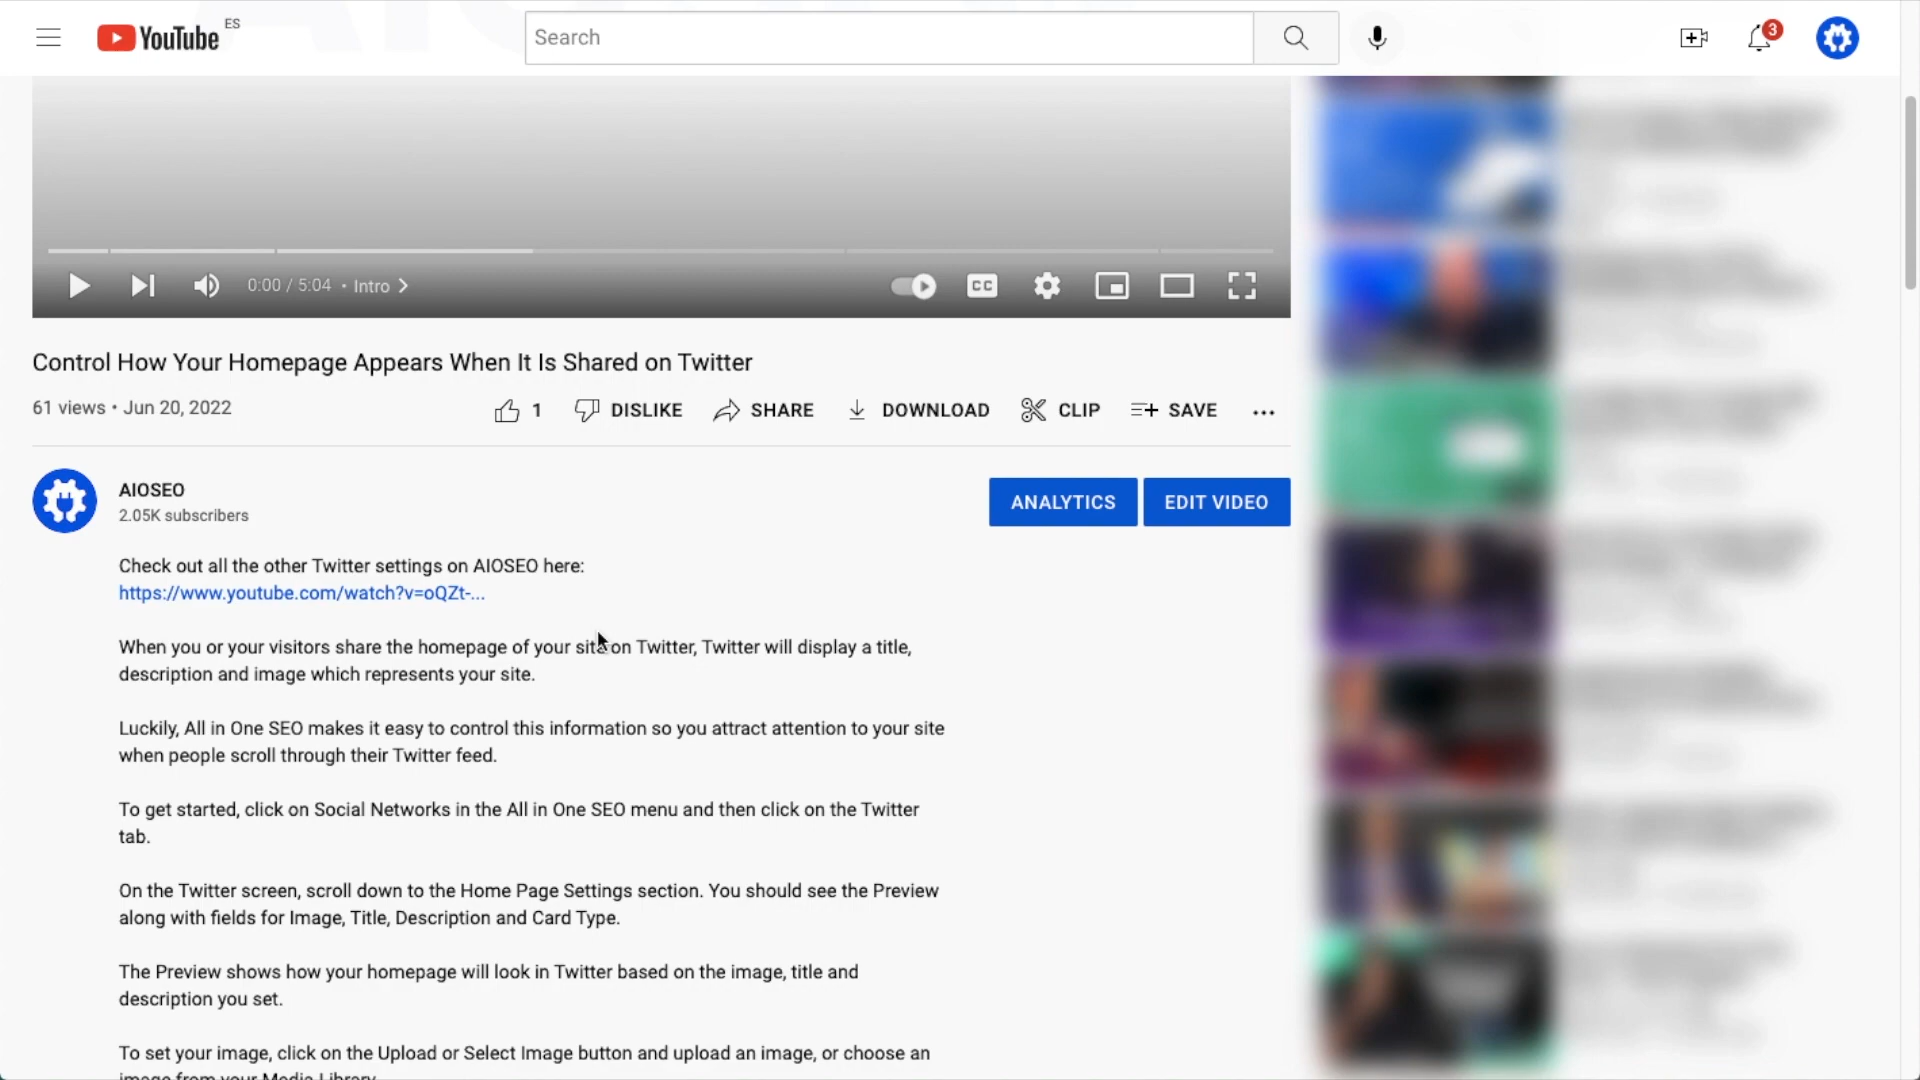 YouTube ES
Search
3
0:00 / 5:04 • Intro
CC
Control How Your Homepage Appears When It Is Shared on Twitter
61 views • Jun 20, 2022
1 DISLIKE SHARE DOWNLOAD CLIP SAVE ...
AIOSEO
2.05K subscribers
ANALYTICS EDIT VIDEO
Check out all the other Twitter settings on AIOSEO here:
https://www.youtube.com/watch?v=oQZt-...
When you or your visitors share the homepage of your site on Twitter, Twitter will display a title,
description and image which represents your site.
Luckily, All in One SEO makes it easy to control this information so you attract attention to your site
when people scroll through their Twitter feed.
To get started, click on Social Networks in the All in One SEO menu and then click on the Twitter
tab.
On the Twitter screen, scroll down to the Home Page Settings section. You should see the Preview
along with fields for Image, Title, Description and Card Type.
The Preview shows how your homepage will look in Twitter based on the image, title and
description you set.
To set your image, click on the Upload or Select Image button and upload an image, or choose an
image from your Media Library